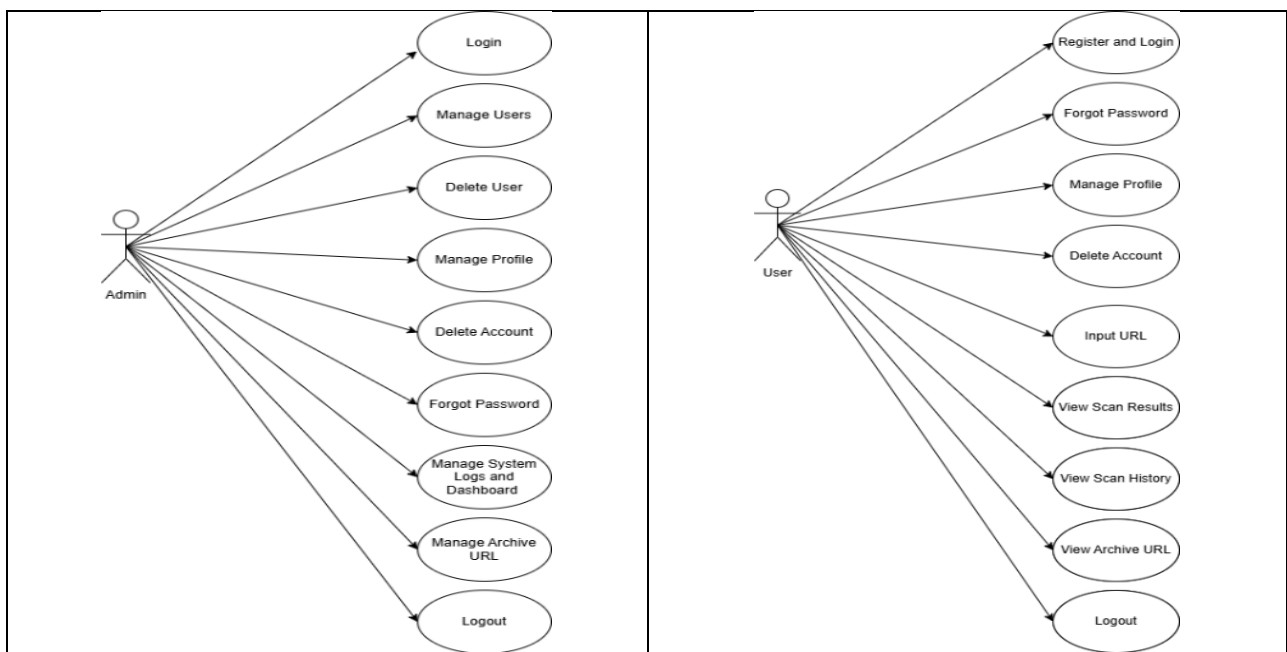 Login
Manage Users
Delete User
Manage Profile
Admin
Delete Account
Forgot Password
Manage System
Logs and
Dashboard
Manage Archive
URL
Logout
Register and Login
Forgot Password
Manage Profile
User
Delete Account
Input URL
View Scan Results
View Scan History
View Archive URL
Logout